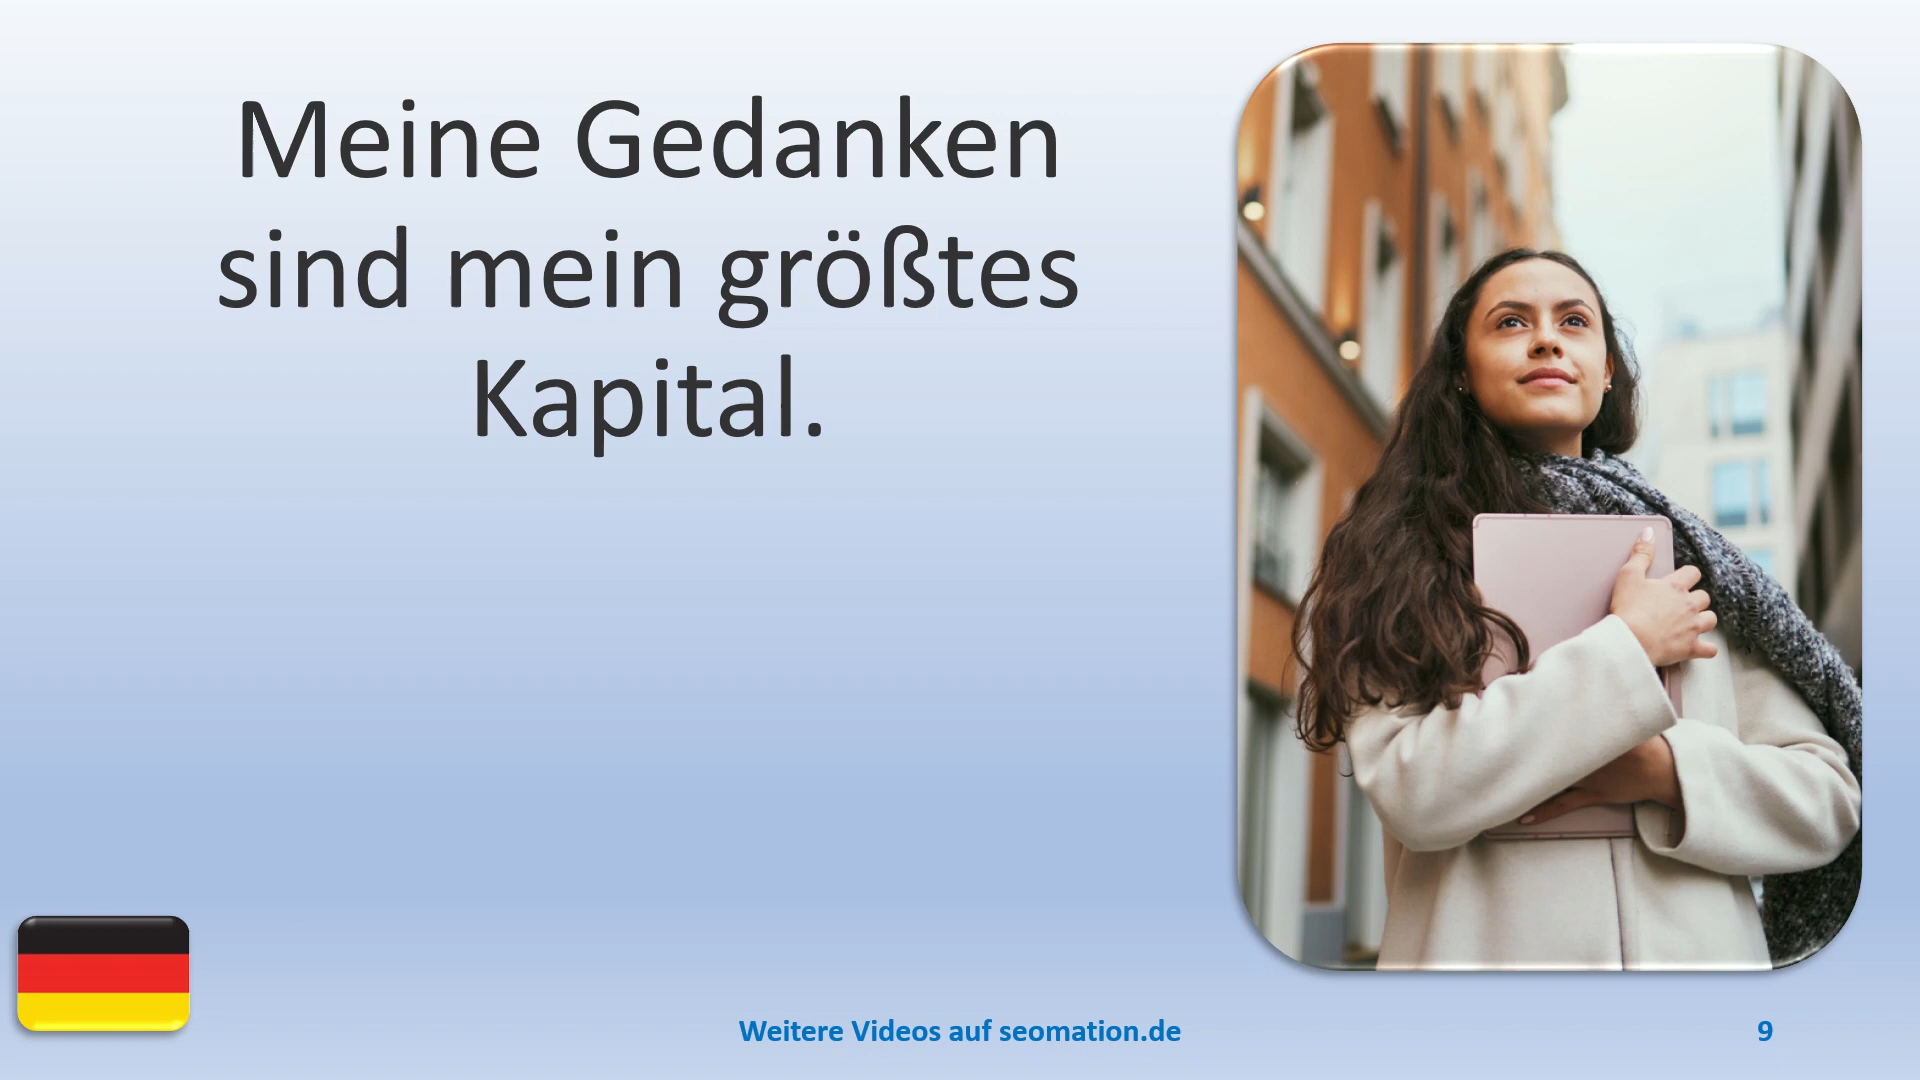 Meine Gedanken
sind mein größtes
Kapital.
Weitere Videos auf seomation.de
9